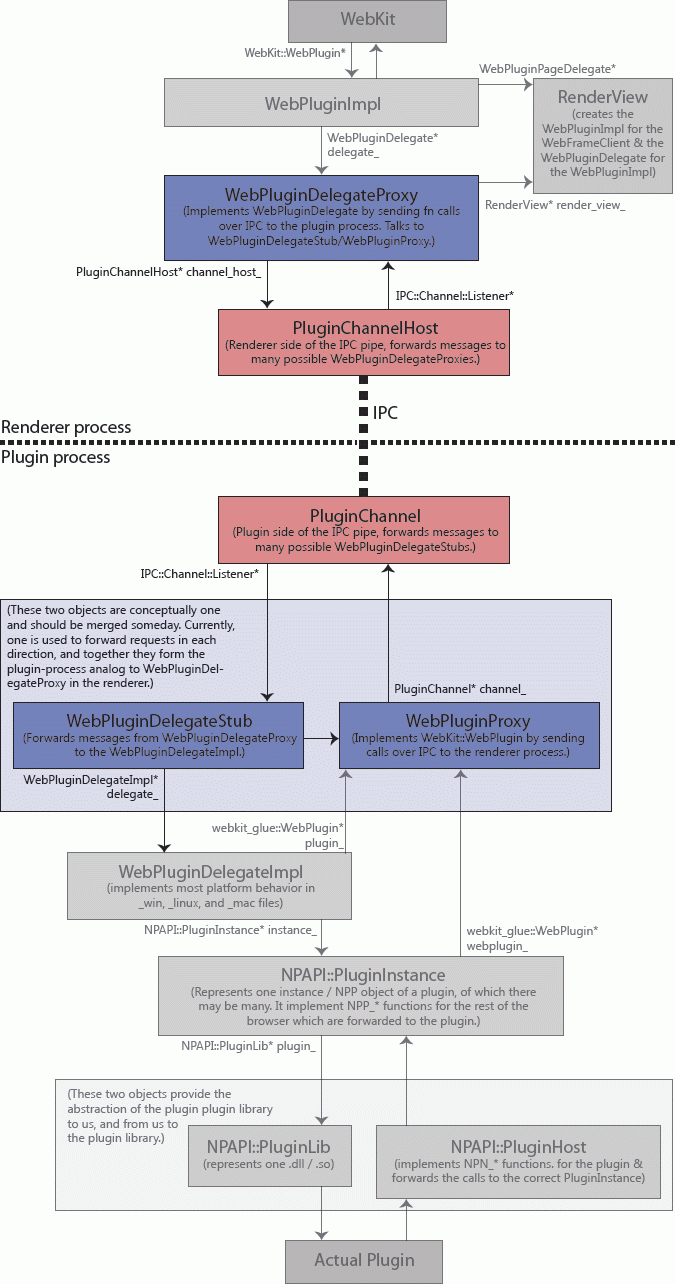 WebKit
WebKit::WebPlugin*
WebPluginPageDelegate*
WebPluginImpl
RenderView
(creates the
WebPluginImpl for the
WebFrameClient & the
WebPluginDelegate for
the WebPluginImpl)
WebPluginDelegate*
delegate_
WebPluginDelegateProxy
(Implements WebPluginDelegate by sending fn calls
over IPC to the plugin process. Talks to
WebPluginDelegateStub/WebPluginProxy.)
RenderView* render_view_
PluginChannelHost* channel_host_
IPC::Channel::Listener*
PluginChannelHost
(Renderer side of the IPC pipe, forwards messages to
many possible WebPluginDelegateProxies.)
IPC
Renderer process
Plugin process
PluginChannel
(Plugin side of the IPC pipe, forwards messages to
many possible WebPluginDelegateStubs.)
IPC::Channel::Listener*
(These two objects are conceptually one
and should be merged someday. Currently,
one is used to forward requests in each
direction, and together they form the
plugin-process analog to WebPluginDel-
egateProxy in the renderer.)
PluginChannel* channel_
WebPluginDelegateStub
(Forwards messages from WebPluginDelegateProxy
to the WebPluginDelegateImpl.)
WebPluginProxy
(Implements WebKit::WebPlugin by sending
calls over IPC to the renderer process.)
WebPluginDelegateImpl*
delegate_
webkit_glue::WebPlugin*
plugin_
WebPluginDelegateImpl
(implements most platform behavior in
_win, _linux, and _mac files)
NPAPI::PluginInstance* instance_
webkit_glue::WebPlugin*
webplugin_
NPAPI::PluginInstance
(Represents one instance / NPP object of a plugin, of which there
may be many. It implement NPP_* functions for the rest of the
browser which are forwarded to the plugin.)
NPAPI::PluginLib* plugin_
(These two objects provide the
abstraction of the plugin plugin library
to us, and from us to
the plugin library.)
NPAPI::PluginLib
(represents one .dll / .so)
NPAPI::PluginHost
(implements NPN_* functions. for the plugin &
forwards the calls to the correct PluginInstance)
Actual Plugin